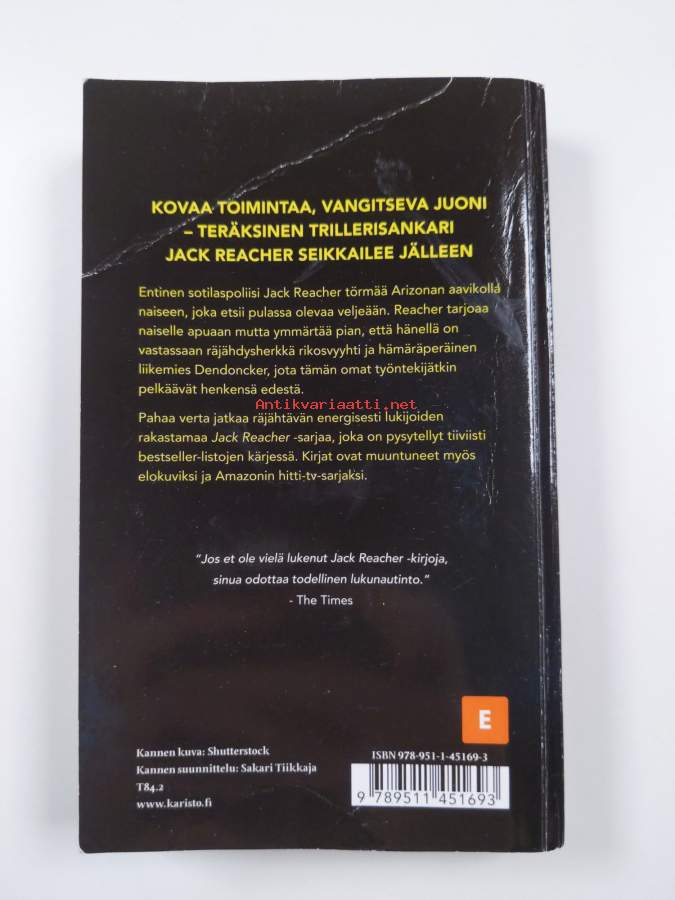 KOVAA TOIMINTAA, VANGITSEVA JUONI
– TERÄKSINEN TRILLERISANKARI
JACK REACHER SEIKKAILEE JÄLLEEN
Entinen sotilaspoliisi Jack Reacher törmää Arizonan aavikolla
naiseen, joka etsii pulassa olevaa veljeään. Reacher tarjoaa
naiselle apuaan mutta ymmärtää pian, että hänellä on
vastassaan räjähdysherkkä rikosvyyhti ja hämäräperäinen
liikemies Dendoncker, jota tämän omat työntekijätkin
pelkäävät henkensä edestä.
Antikvariaatti.net
Pahaa verta jatkaa räjähtävän energisesti lukijoiden
rakastamaa Jack Reacher -sarjaa, joka on pysytellyt tiiviisti
bestseller-listojen kärjessä. Kirjat ovat muuntuneet myös
elokuviksi ja Amazonin hitti-tv-sarjaksi.
"Jos et ole vielä lukenut Jack Reacher -kirjoja,
sinua odottaa todellinen lukunautinto."
- The Times
E
Kannen kuva: Shutterstock
Kannen suunnittelu: Sakari Tiikkaja
T84.2
www.karisto.fi
ISBN 978-951-1-45169-3
9 789511 451693